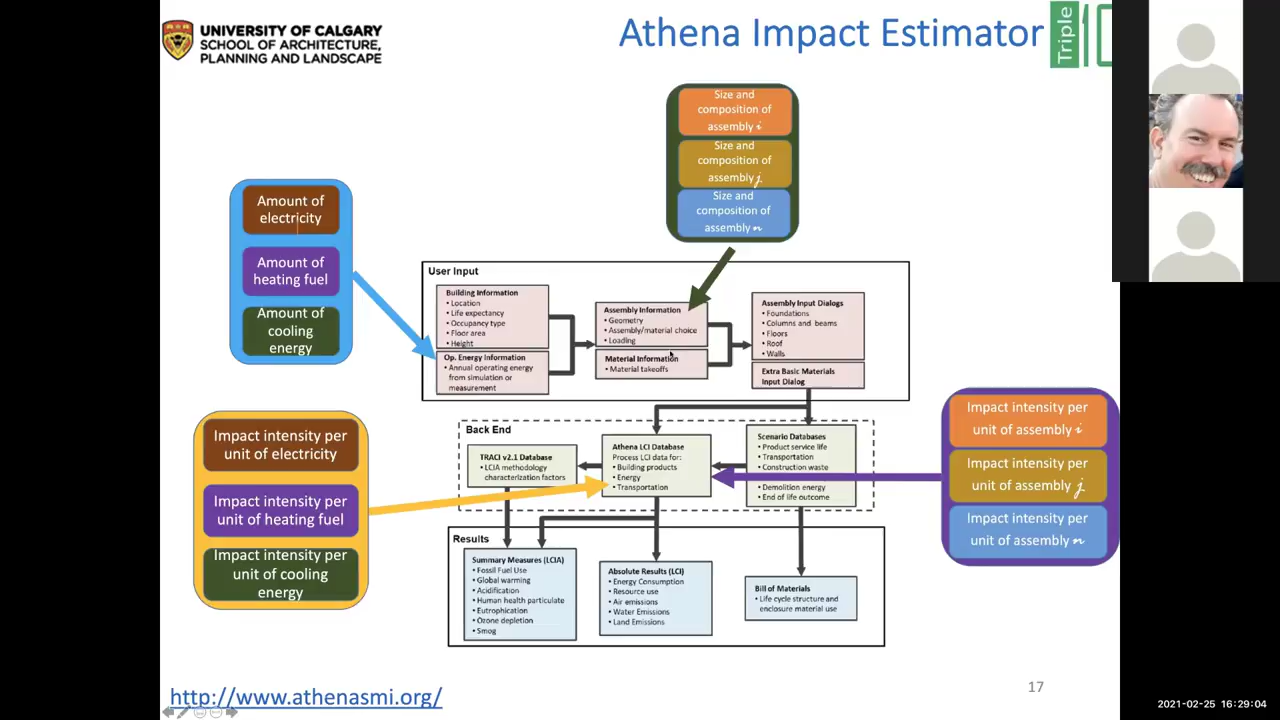 UNIVERSITY OF CALGARY
SCHOOL OF ARCHITECTURE,
PLANNING AND LANDSCAPE
Athena Impact Estimator
Triple
10
Size and
composition of
assembly i
Size and
composition of
assembly j
Size and
composition of
assembly n
Amount of
electricity
Amount of
heating fuel
Amount of
cooling
energy
User Input
Building Information
• Location
• Life expectancy
• Occupancy type
• Floor area
• Height
Op. Energy Information
• Annual operating energy
from simulation or
measurement
Assembly Information
• Geometry
• Assembly/material choice
• Loading
Material Information
• Material takeoffs
Assembly Input Dialogs
• Foundations
• Columns and beams
• Floors
• Roof
• Walls
Extra Basic Materials
Input Dialog
Impact intensity per
unit of electricity
Impact intensity per
unit of heating fuel
Impact intensity per
unit of cooling
energy
Back End
TRACI v2.1 Database
• LCIA methodology
characterization factors
Athena LCI Database
Process LCI data for:
• Building products
• Energy
• Transportation
Scenario Databases
• Product service life
• Transportation
• Construction waste
• Demolition energy
• End of life outcome
Impact intensity per
unit of assembly i
Impact intensity per
unit of assembly j
Impact intensity per
unit of assembly n
Results
Summary Measures (LCIA)
• Fossil Fuel Use
• Global warming
• Acidification
• Human health particulate
• Eutrophication
• Ozone depletion
• Smog
Absolute Results (LCI)
• Energy Consumption
• Resource use
• Air emissions
• Water Emissions
• Land Emissions
Bill of Materials
• Life cycle structure and
enclosure material use
http://www.athenasmi.org/
17
2021-02-25 16:29:04